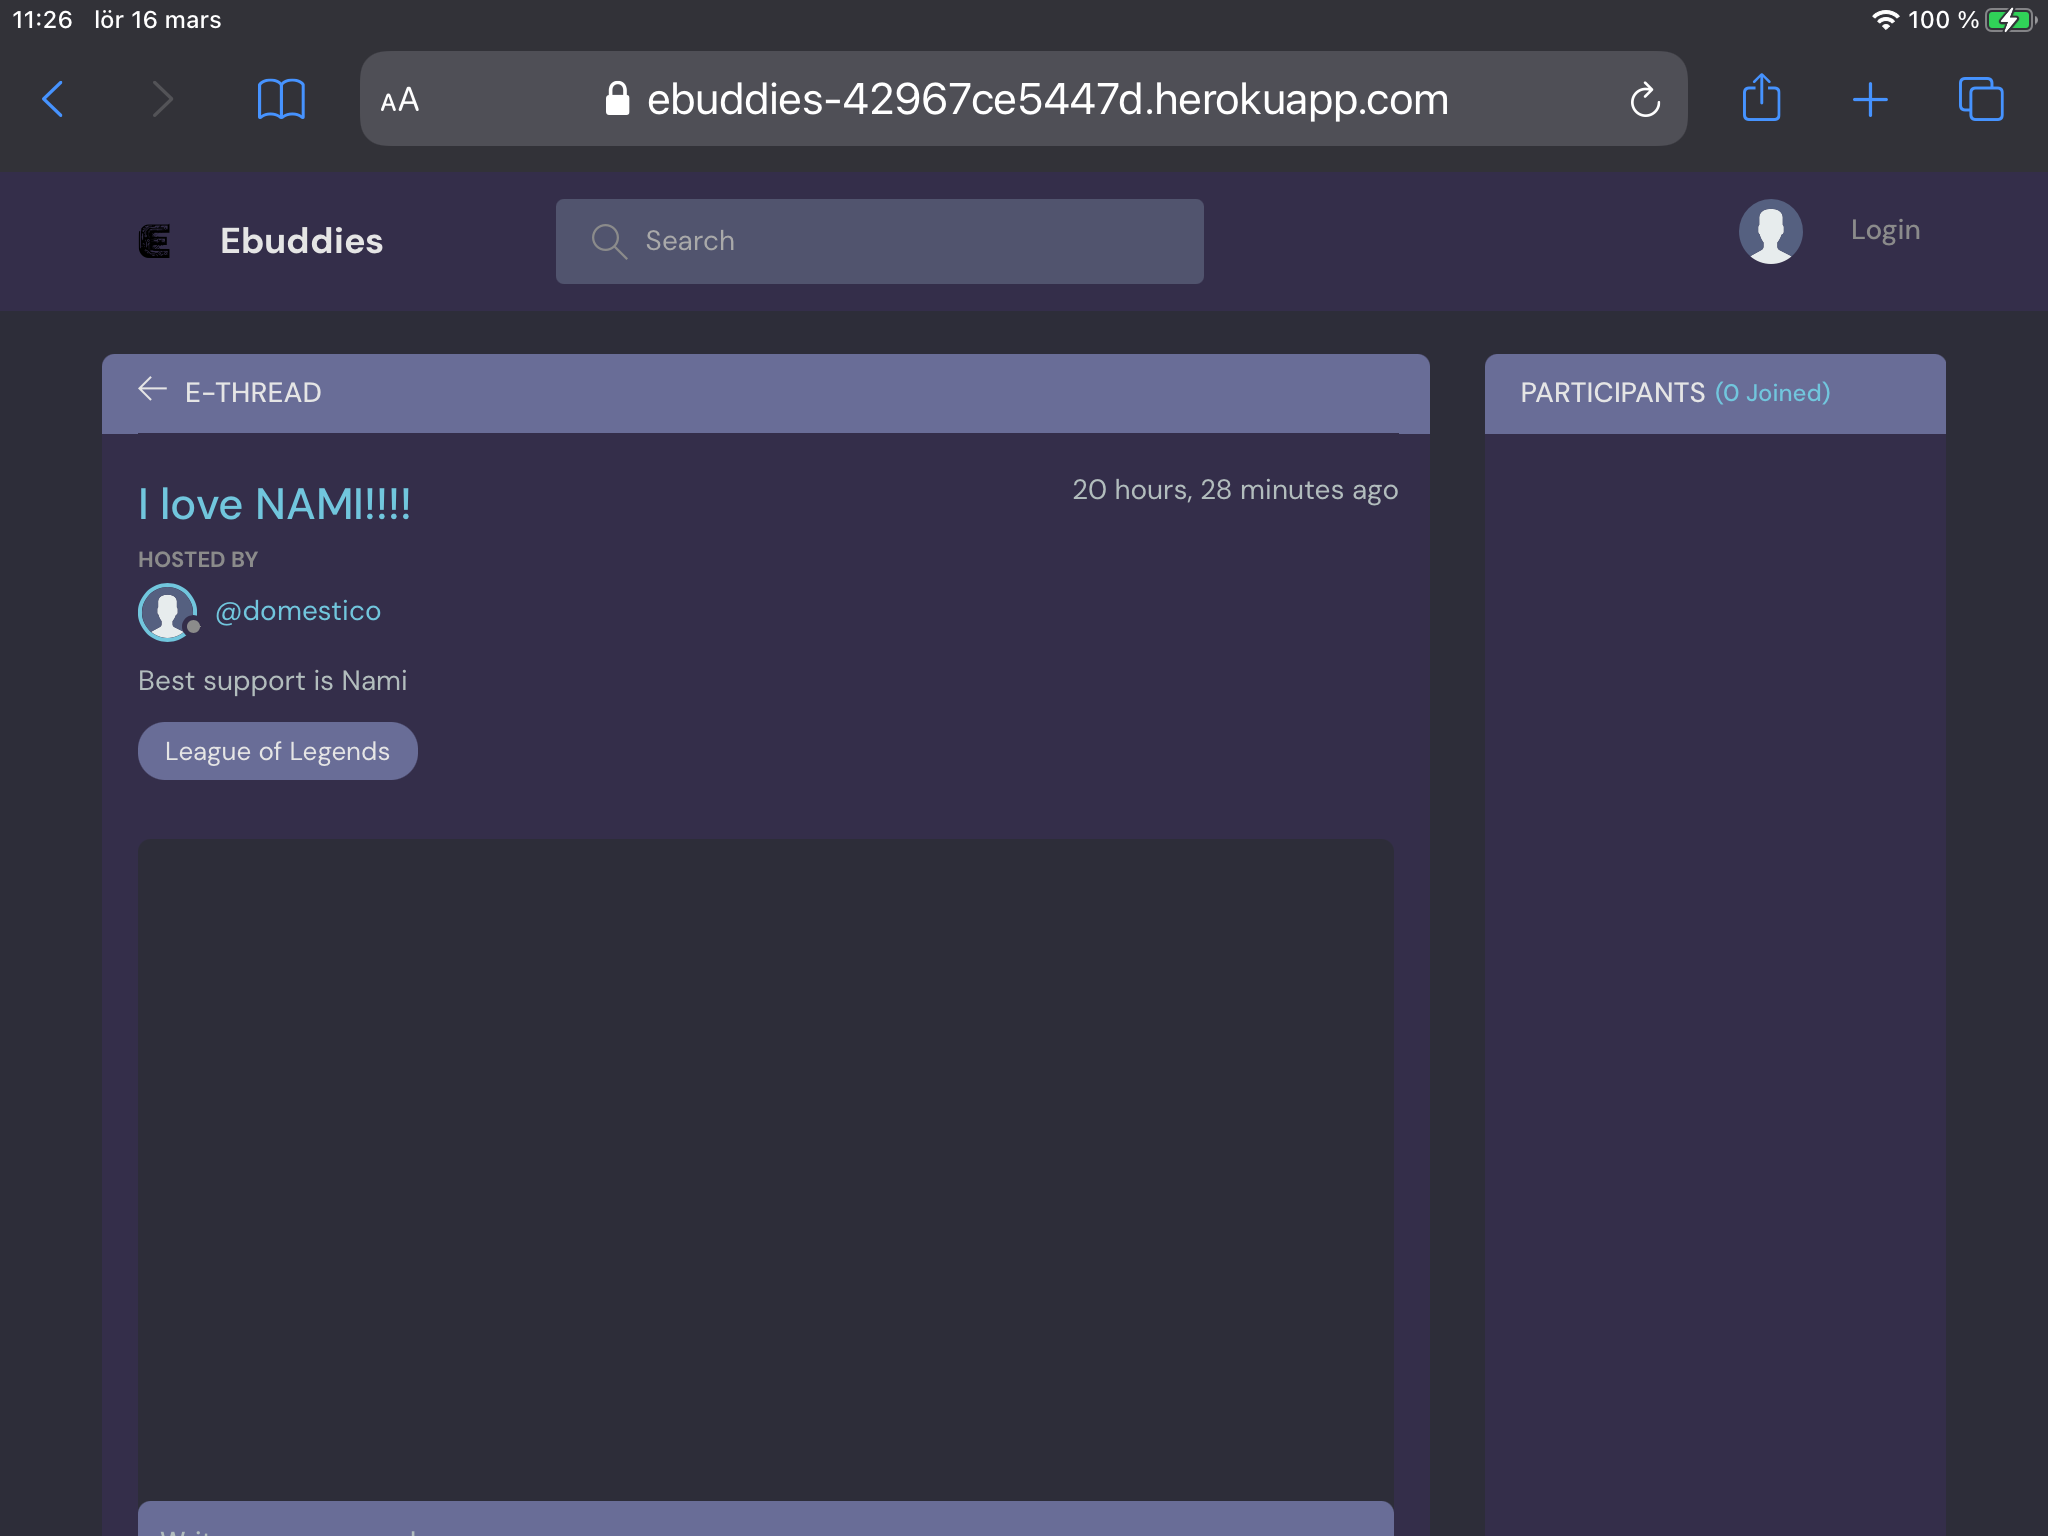 11:26 lör 16 mars
100 %
AA
ebuddies-42967ce5447d.herokuapp.com
Ebuddies
Search
Login
E-THREAD
PARTICIPANTS (0 Joined)
I love NAMI!!!!
20 hours, 28 minutes ago
HOSTED BY
@domestico
Best support is Nami
League of Legends